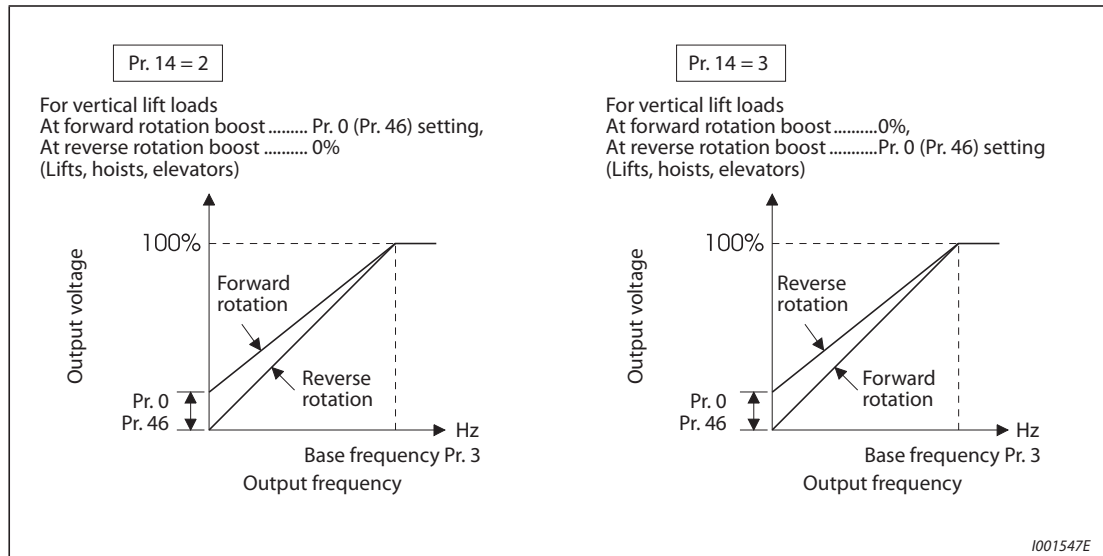 Pr. 14 = 2
For vertical lift loads
At forward rotation boost ......... Pr. 0 (Pr. 46) setting,
At reverse rotation boost .......... 0%
(Lifts, hoists, elevators)
Output voltage
100%
Forward
rotation
Reverse
rotation
Pr. 0
Pr. 46
Hz
Base frequency Pr. 3
Output frequency
Pr. 14 = 3
For vertical lift loads
At forward rotation boost ..........0%,
At reverse rotation boost ...........Pr. 0 (Pr. 46) setting
(Lifts, hoists, elevators)
Output voltage
100%
Reverse
rotation
Forward
rotation
Pr. 0
Pr. 46
Hz
Base frequency Pr. 3
Output frequency
I001547E